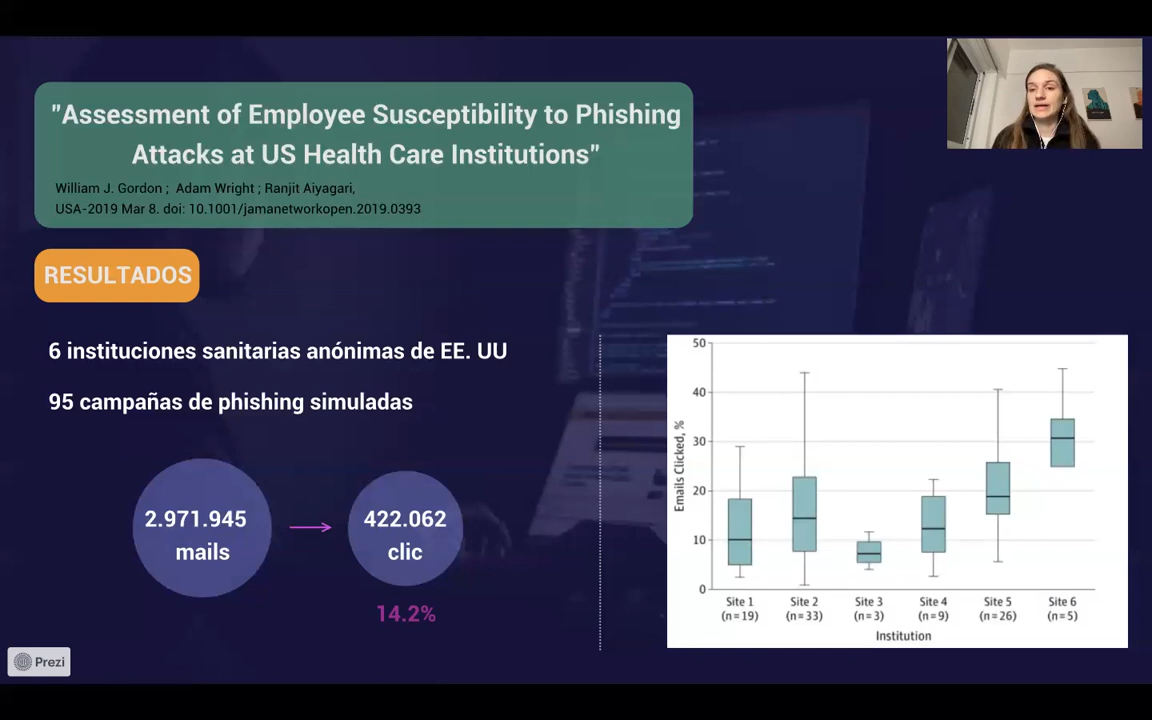 "Assessment of Employee Susceptibility to Phishing
Attacks at US Health Care Institutions"
William J. Gordon ; Adam Wright ; Ranjit Aiyagari,
USA-2019 Mar 8. doi: 10.1001/jamanetworkopen.2019.0393
RESULTADOS
6 instituciones sanitarias anónimas de EE. UU
95 campañas de phishing simuladas
2.971.945
mails
422.062
clic
14.2%
50
40
30
20
10
0
Emails Clicked, %
Site 1 Site 2 Site 3 Site 4 Site 5 Site 6
(n=19) (n=33) (n=3) (n=9) (n=26) (n=5)
Institution
Prezi